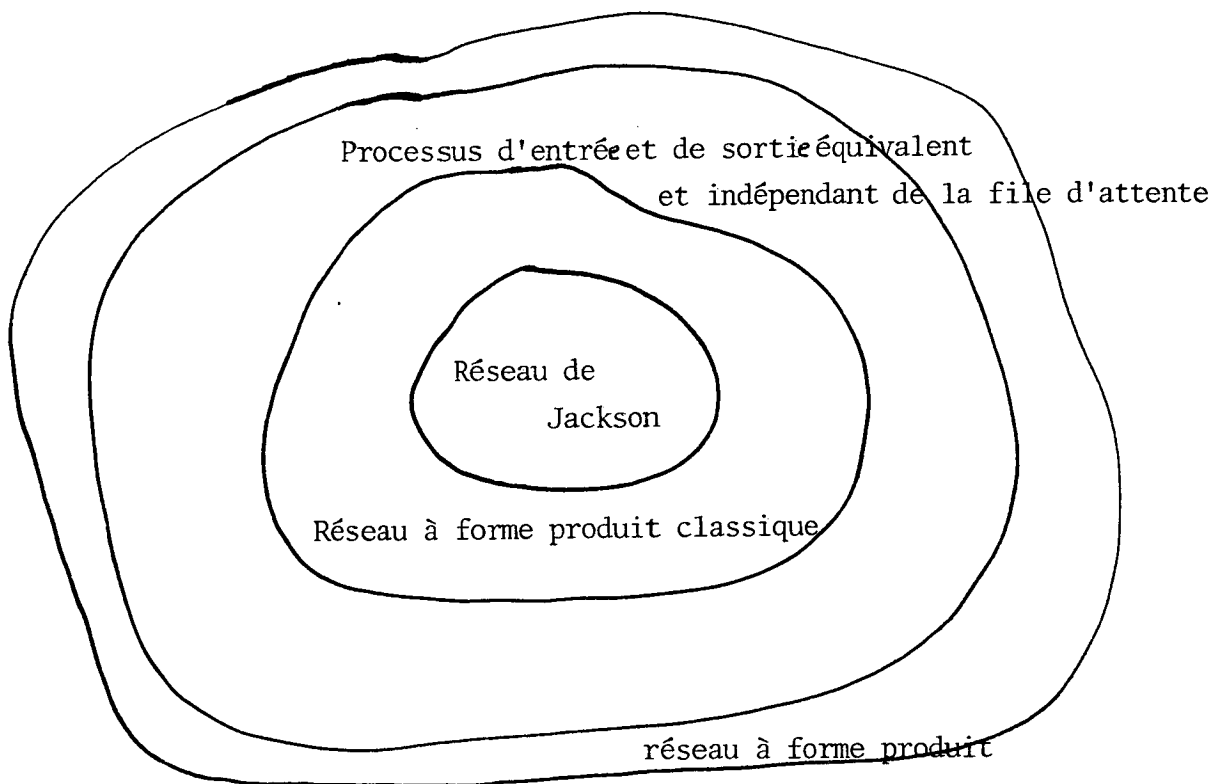 Processus d'entrée et de sortie équivalent
et indépendant de la file d'attente
Réseau de
Jackson
Réseau à forme produit classique
réseau à forme produit